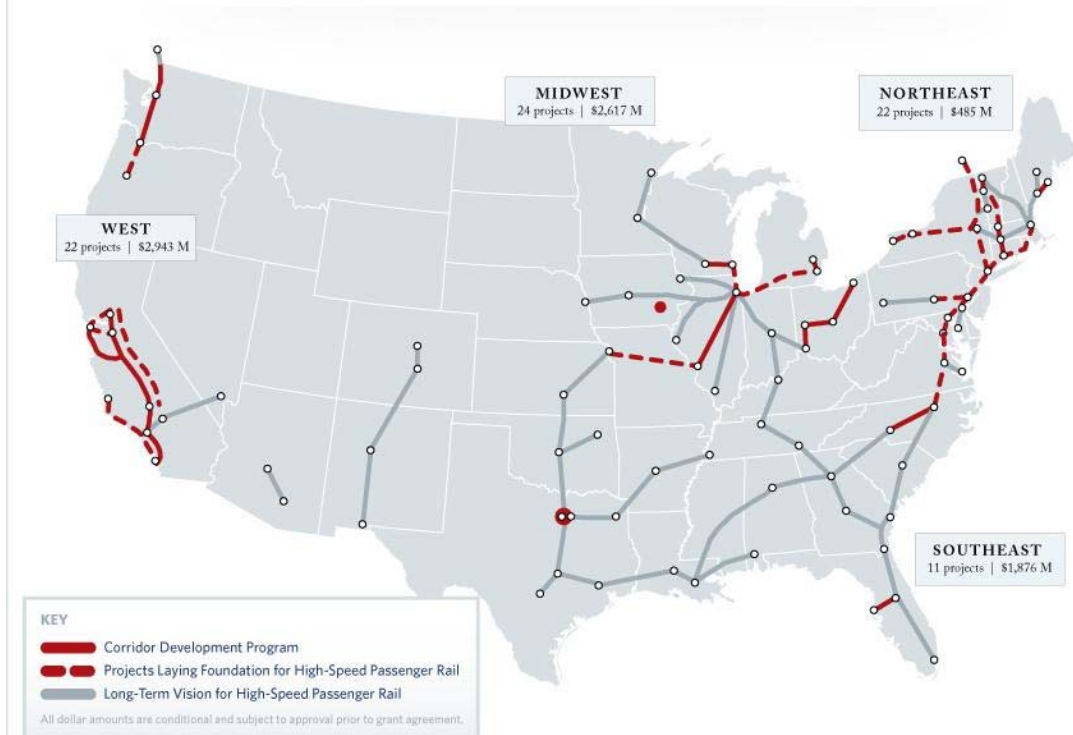 MIDWEST
24 projects | $2,617 M
NORTHEAST
22 projects | $485 M
WEST
22 projects | $2,943 M
SOUTHEAST
11 projects | $1,876 M
KEY
Corridor Development Program
Projects Laying Foundation for High-Speed Passenger Rail
Long-Term Vision for High-Speed Passenger Rail
All dollar amounts are conditional and subject to approval prior to grant agreement.